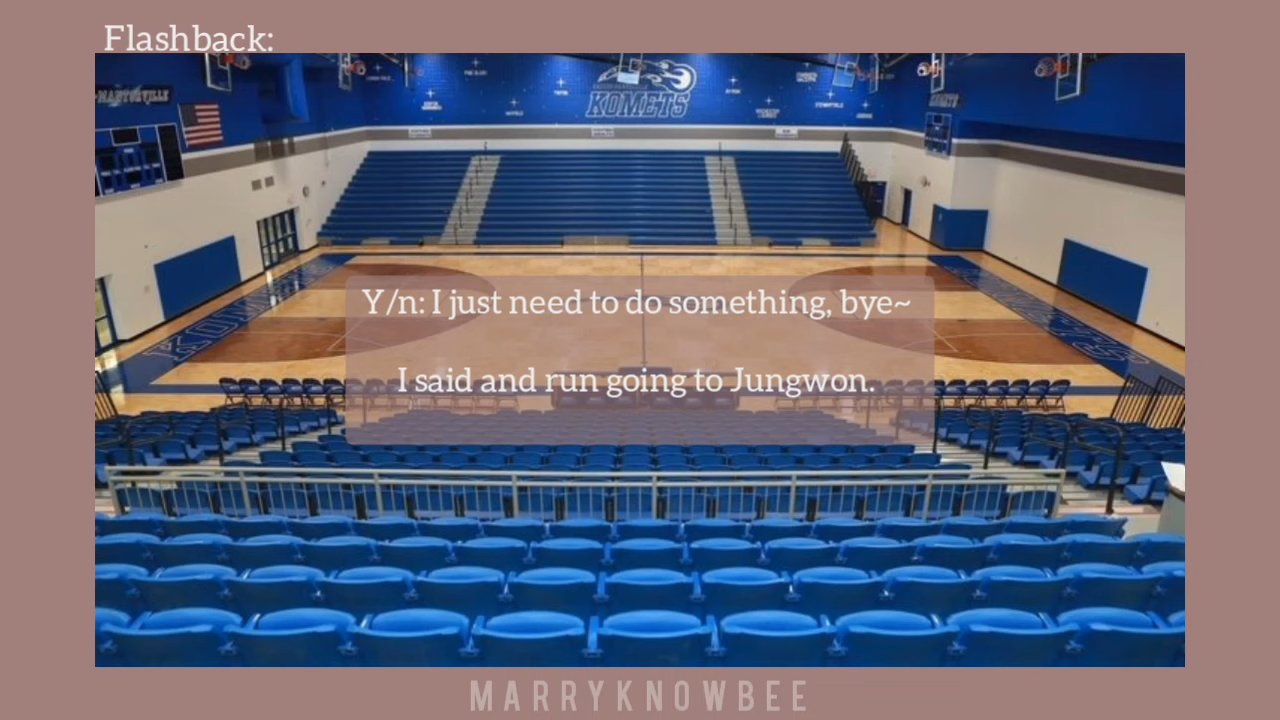 Flashback:
KOMETS
Y/n: I just need to do something, bye~
I said and run going to Jungwon.
MARRYKNOWBEE